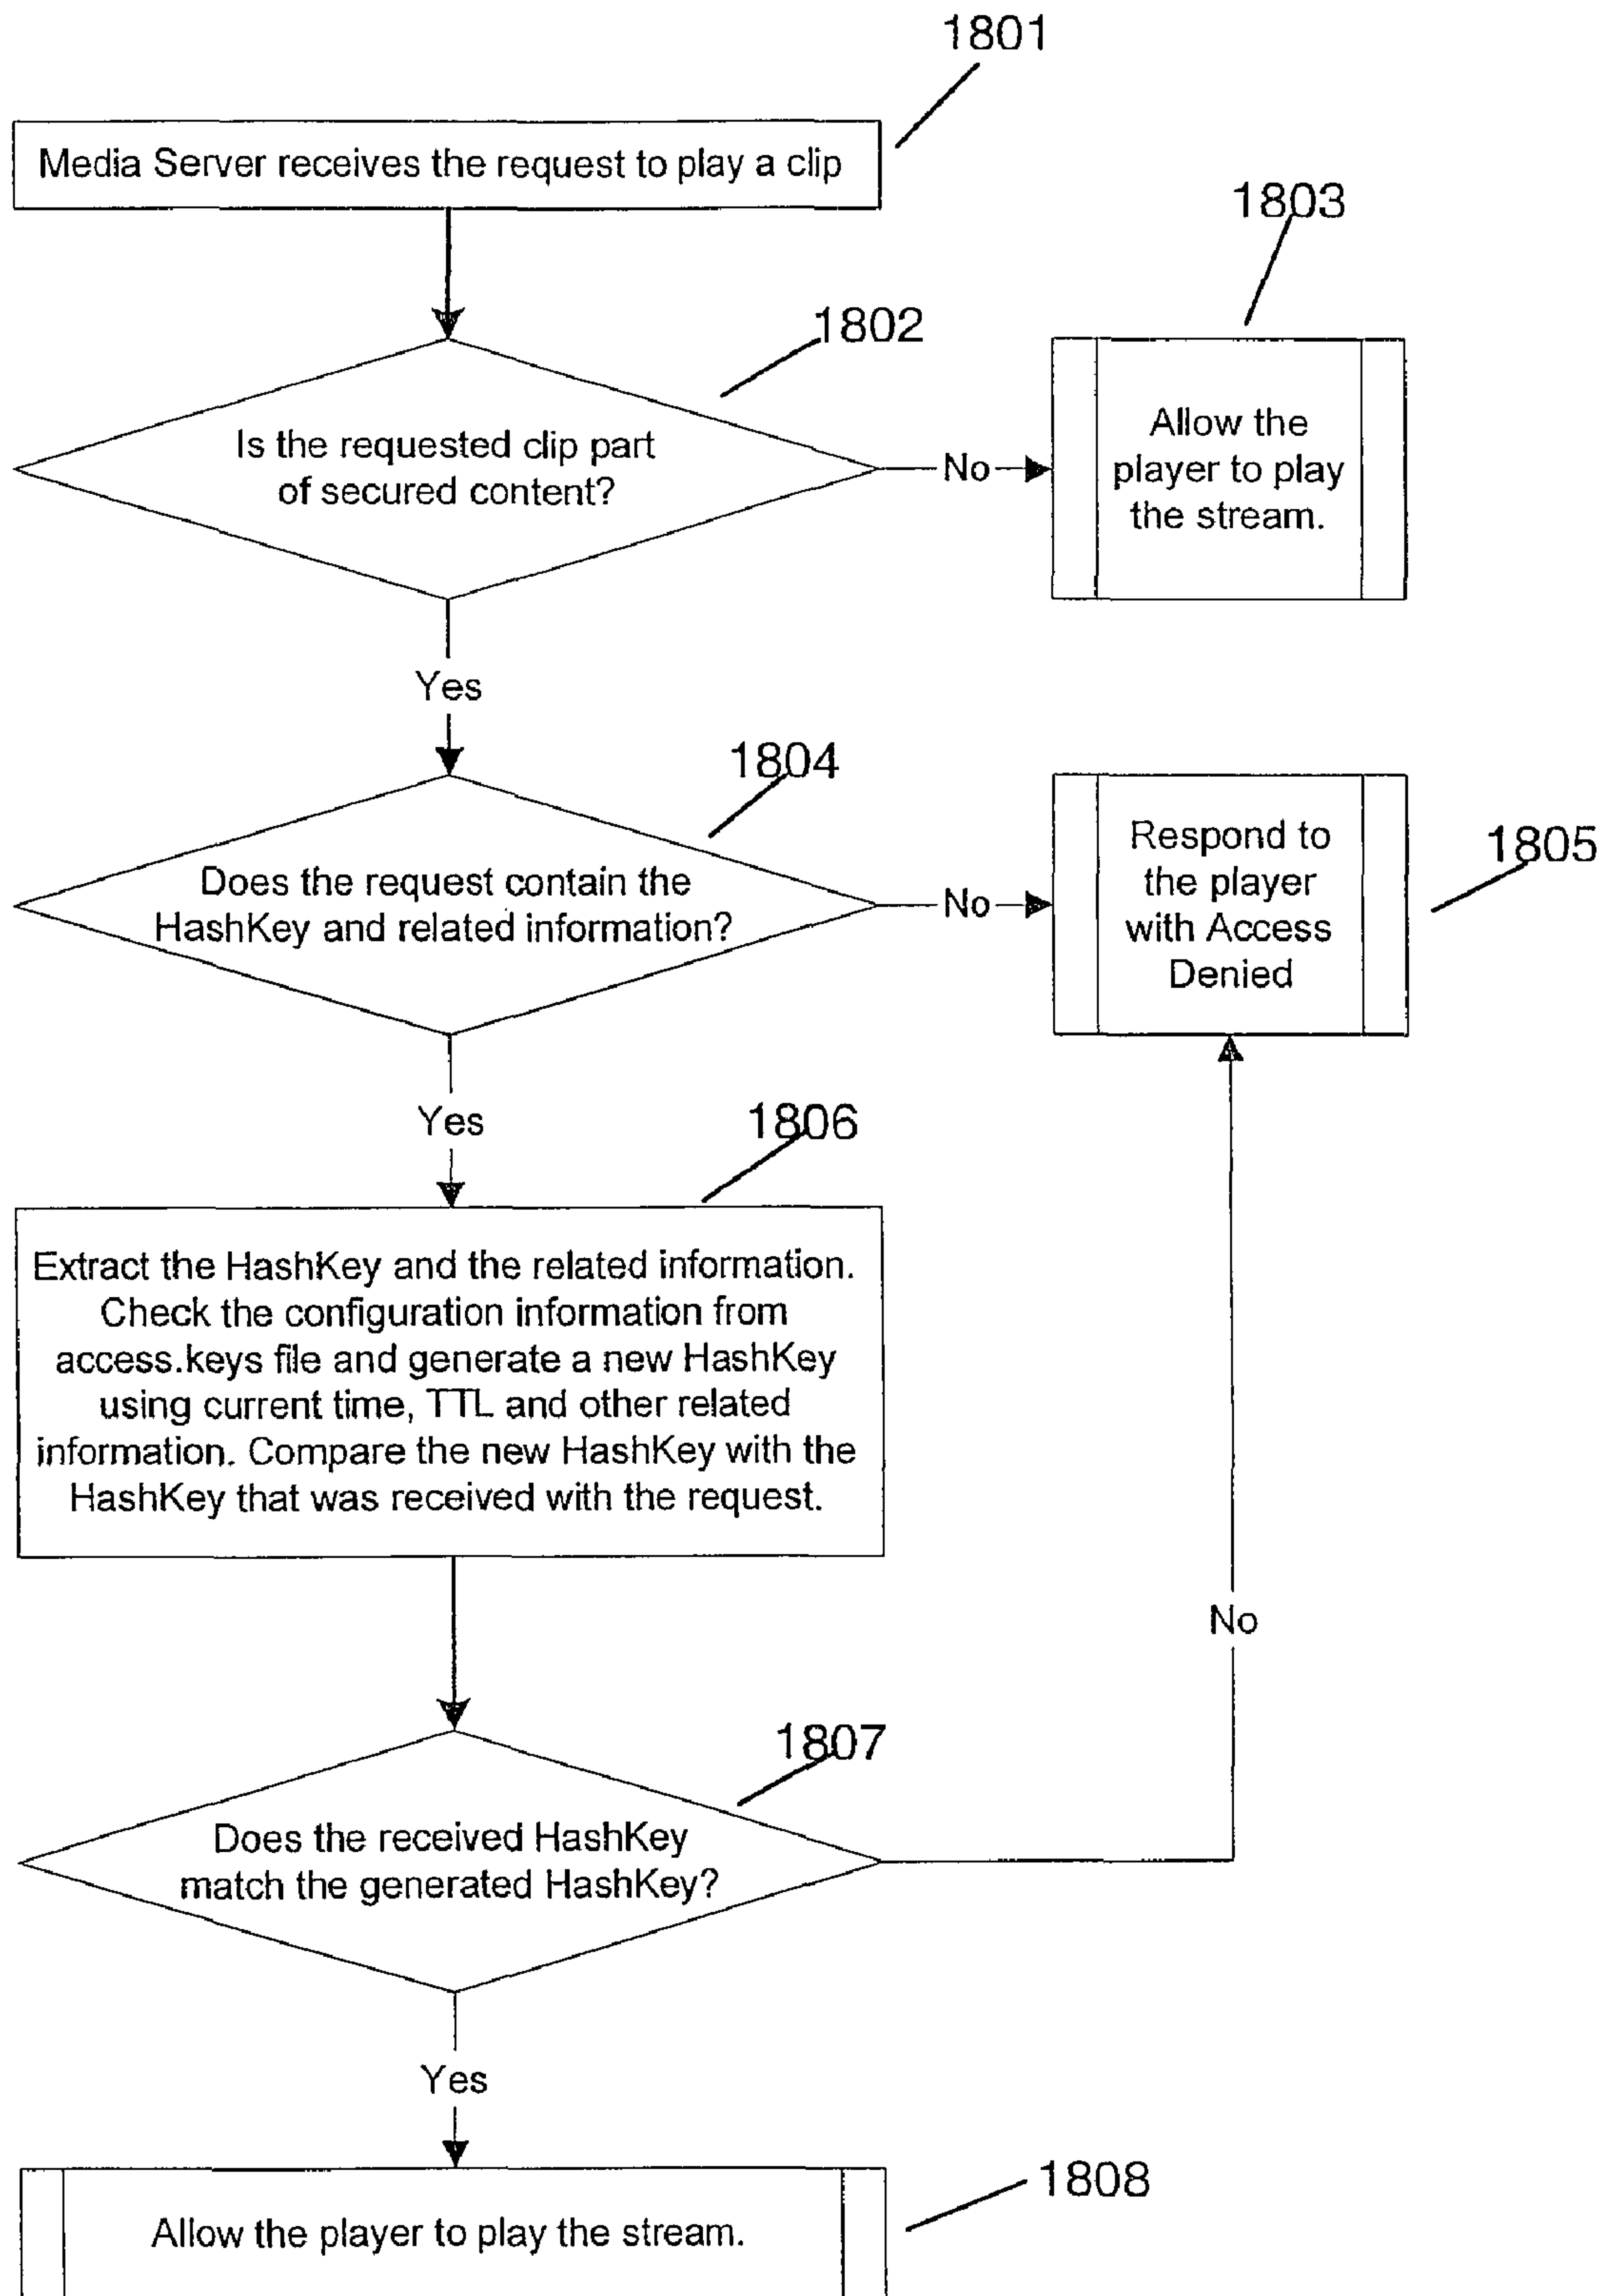 1801
Media Server receives the request to play a clip
1803
1802
Is the requested clip part
of secured content?
No
Allow the
player to play
the stream.
Yes
1804
Does the request contain the
HashKey and related information?
No
Respond to
the player
with Access
Denied
1805
Yes
1806
Extract the HashKey and the related information.
Check the configuration information from
access.keys file and generate a new HashKey
using current time, TTL and other related
information. Compare the new HashKey with the
HashKey that was received with the request.
No
1807
Does the received HashKey
match the generated HashKey?
Yes
1808
Allow the player to play the stream.